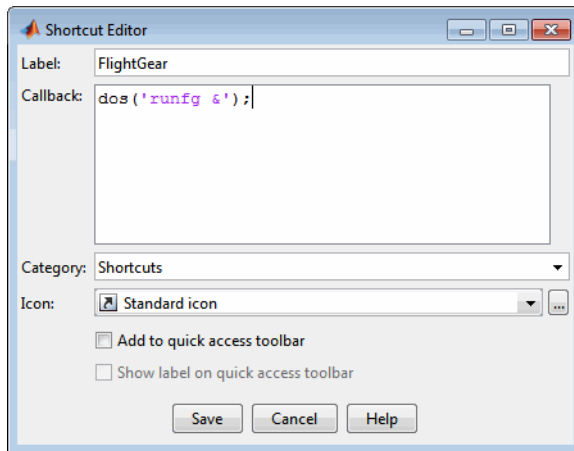 Shortcut Editor
Label: FlightGear
Callback: dos('runfg &');
Category: Shortcuts
Icon: Standard icon ...
Add to quick access toolbar
Show label on quick access toolbar
Save Cancel Help